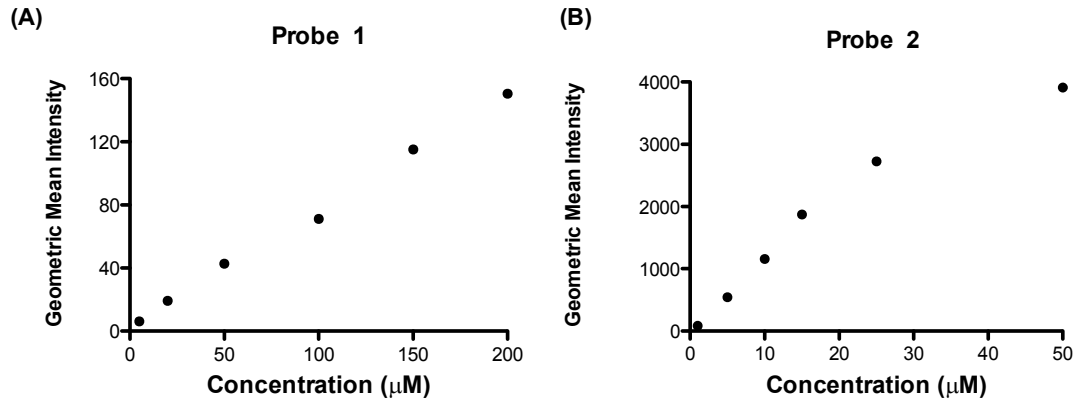 (A)
Probe 1
Geometric Mean Intensity
160
120
80
40
0
0 50 100 150 200
Concentration (μM)
(B)
Probe 2
Geometric Mean Intensity
4000
3000
2000
1000
0
0 10 20 30 40 50
Concentration (μM)